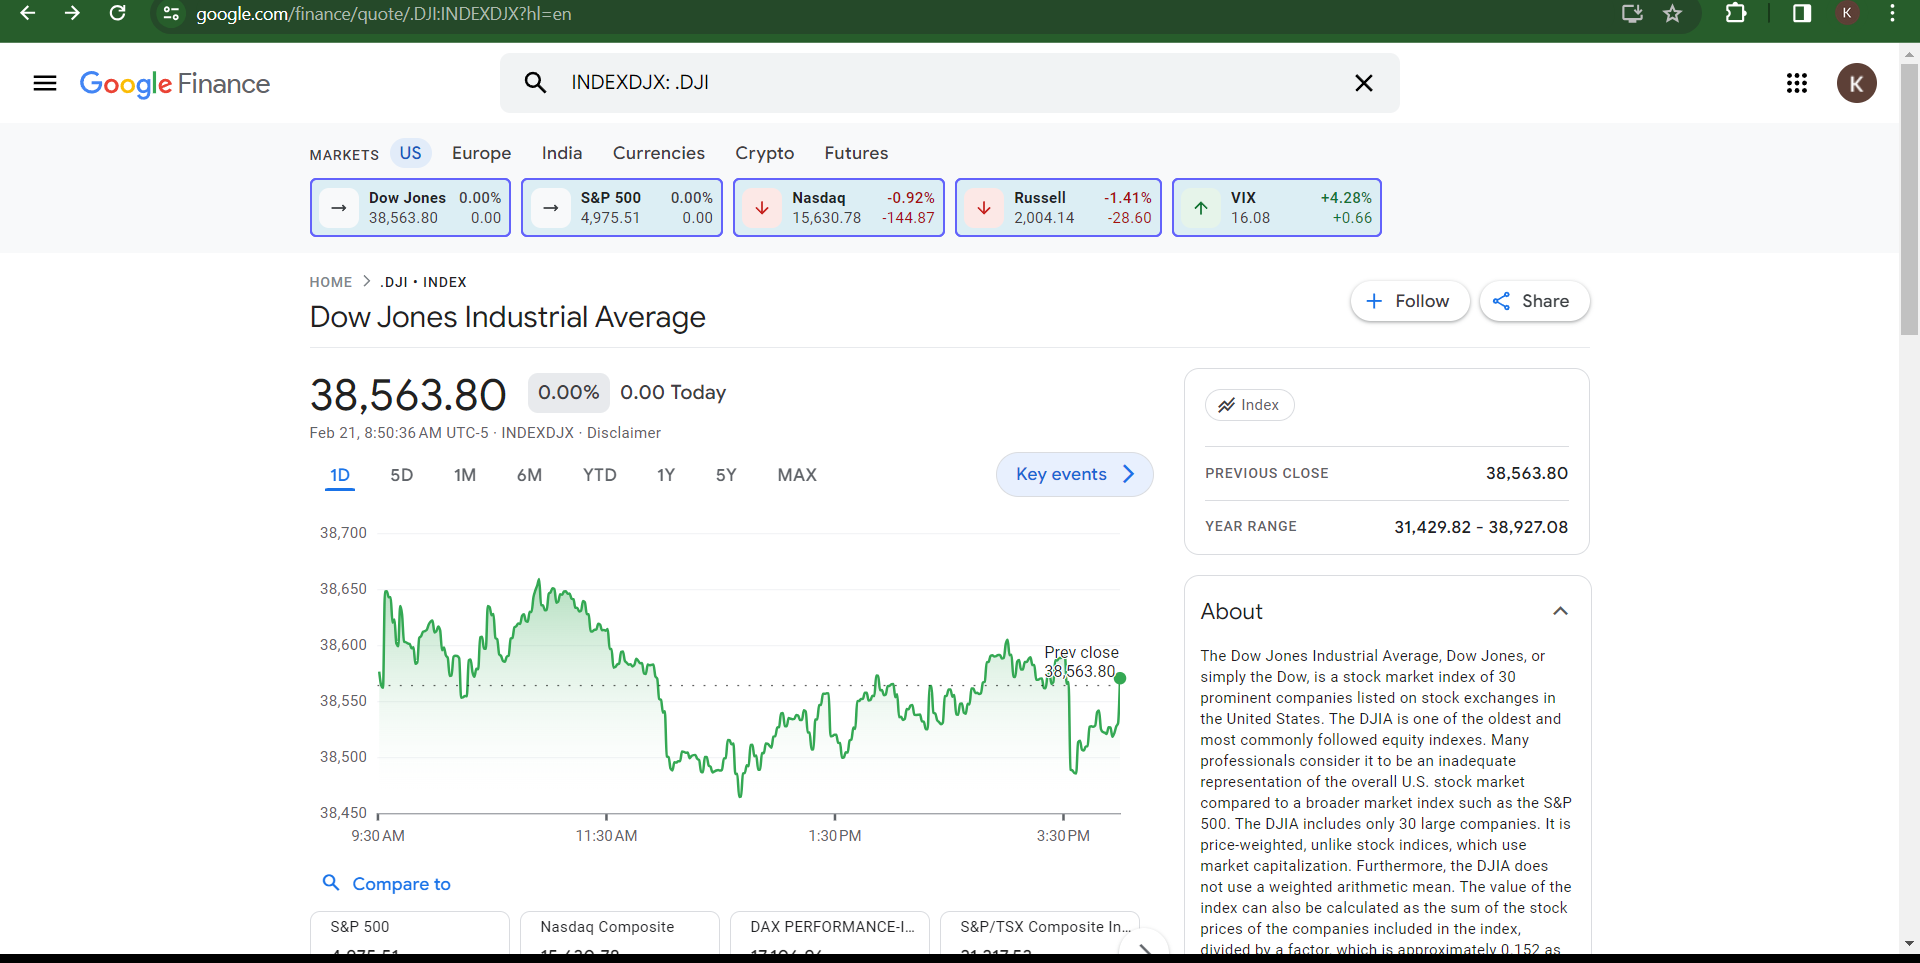 google.com/finance/quote/.DJI:INDEXDJX?hl=en
K
Google Finance
INDEXDJX: .DJI
K
MARKETS US Europe India Currencies Crypto Futures
Dow Jones 0.00%
38,563.80 0.00
S&P 500 0.00%
4,975.51 0.00
Nasdaq -0.92%
15,630.78 -144.87
Russell -1.41%
2,004.14 -28.60
VIX +4.28%
16.08 +0.66
HOME > .DJI • INDEX
Dow Jones Industrial Average
Follow
Share
38,563.80 0.00% 0.00 Today
Feb 21, 8:50:36 AM UTC-5 · INDEXDJX · Disclaimer
1D 5D 1M 6M YTD 1Y 5Y MAX
Key events
38,700
38,650
38,600
38,550
38,500
38,450
Prev close
38,563.80
9:30 AM 11:30 AM 1:30 PM 3:30 PM
Compare to
S&P 500
4,975.51
Nasdaq Composite
15,630.78
DAX PERFORMANCE-I...
S&P/TSX Composite In...
Index
PREVIOUS CLOSE 38,563.80
YEAR RANGE 31,429.82 - 38,927.08
About
The Dow Jones Industrial Average, Dow Jones, or
simply the Dow, is a stock market index of 30
prominent companies listed on stock exchanges in
the United States. The DJIA is one of the oldest and
most commonly followed equity indexes. Many
professionals consider it to be an inadequate
representation of the overall U.S. stock market
compared to a broader market index such as the S&P
500. The DJIA includes only 30 large companies. It is
price-weighted, unlike stock indices, which use
market capitalization. Furthermore, the DJIA does
not use a weighted arithmetic mean. The value of the
index can also be calculated as the sum of the stock
prices of the companies included in the index,
divided by a factor, which is approximately 0.152 as